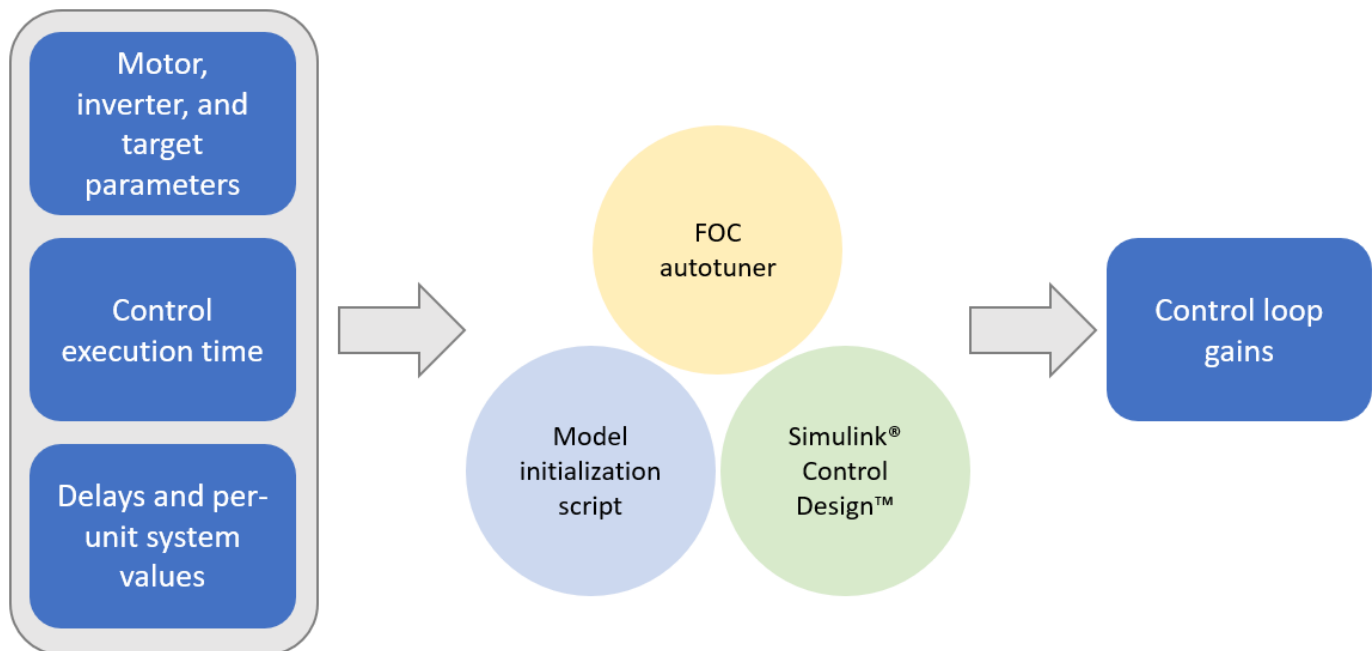 Motor,
inverter, and
target
parameters
Control
execution time
Delays and per-
unit system
values
FOC
autotuner
Model
initialization
script
Simulink®
Control
Design™
Control loop
gains